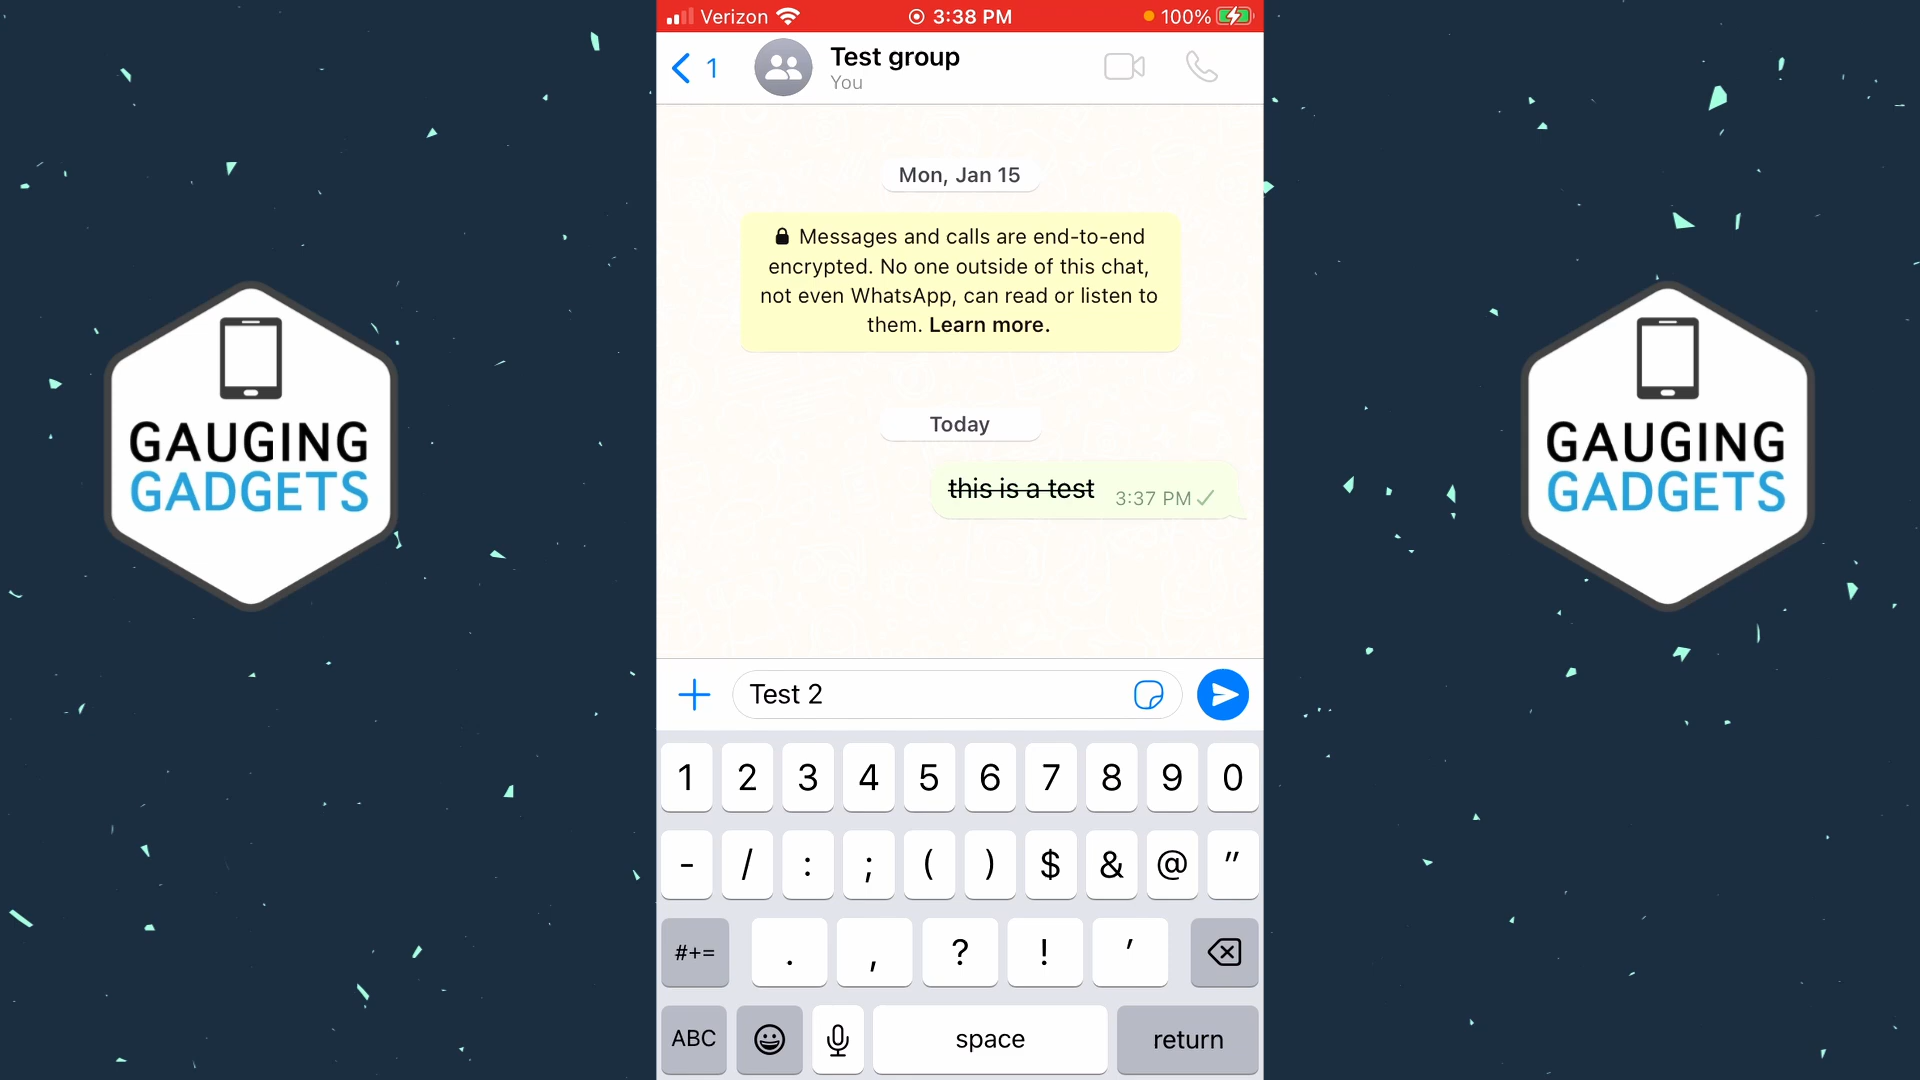 Verizon 3:38 PM 100%
1 Test group
You
Mon, Jan 15
Messages and calls are end-to-end
encrypted. No one outside of this chat,
not even WhatsApp, can read or listen to
them. Learn more.
Today
this is a test 3:37 PM
Test 2
1 2 3 4 5 6 7 8 9 0
- / : ; ( ) $ & @ "
#+= . , ? ! '
ABC space return
GAUGING
GADGETS
GAUGING
GADGETS